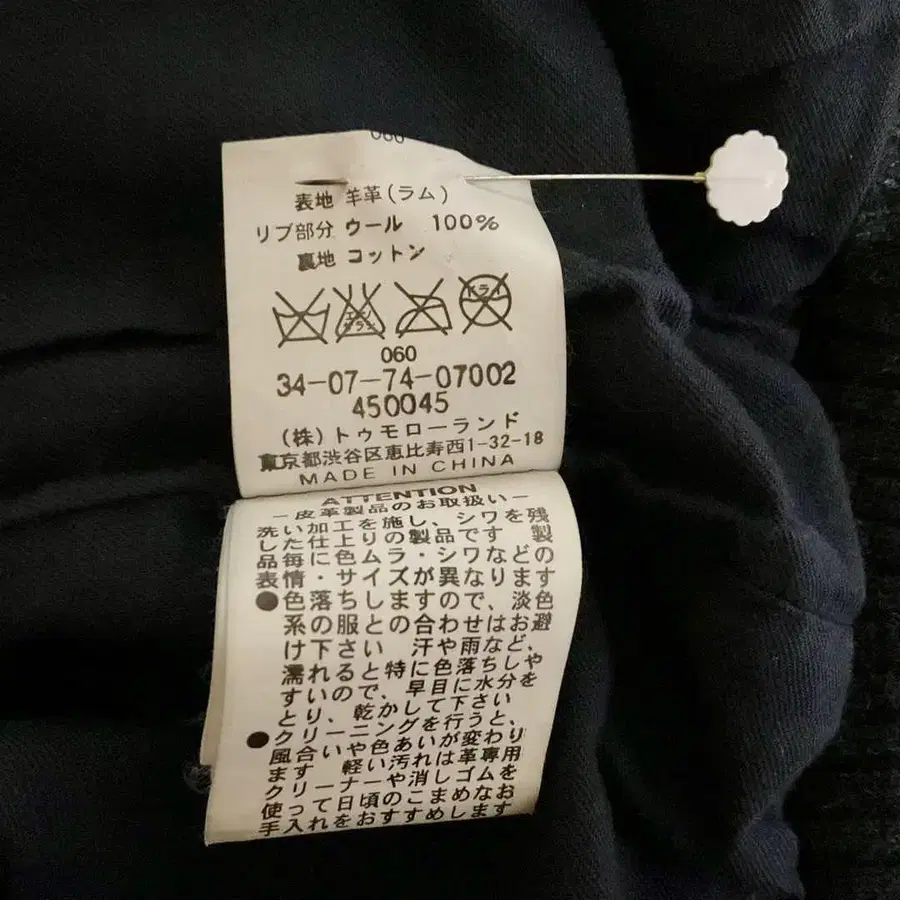 060
表地 羊革(ラム)
リブ部分 ウール 100%
裏地 コットン
エンソサラシ
ドライ
060
34-07-74-07002
450045
(株)トゥモローランド
東京都渋谷区恵比寿西1-32-18
MADE IN CHINA
ATTENTION
-皮革製品のお取扱い-
洗い加工を施し、シワを残
した仕上りの製品です 製
品毎に色ムラ・シワなどの
表情・サイズが異なります
●色落ちしますので、淡色
系の服との合わせはお避
け下さい 汗や雨など、
濡れると特に色落ちしや
すいので、早目に水分を
とり、乾かして下さい
●クリーニングを行うと、
風合いや色あいが変わり
ます 軽い汚れは革専用
クリーナーや消しゴムを
使って日頃のこまめなお
手入れをおすすめします